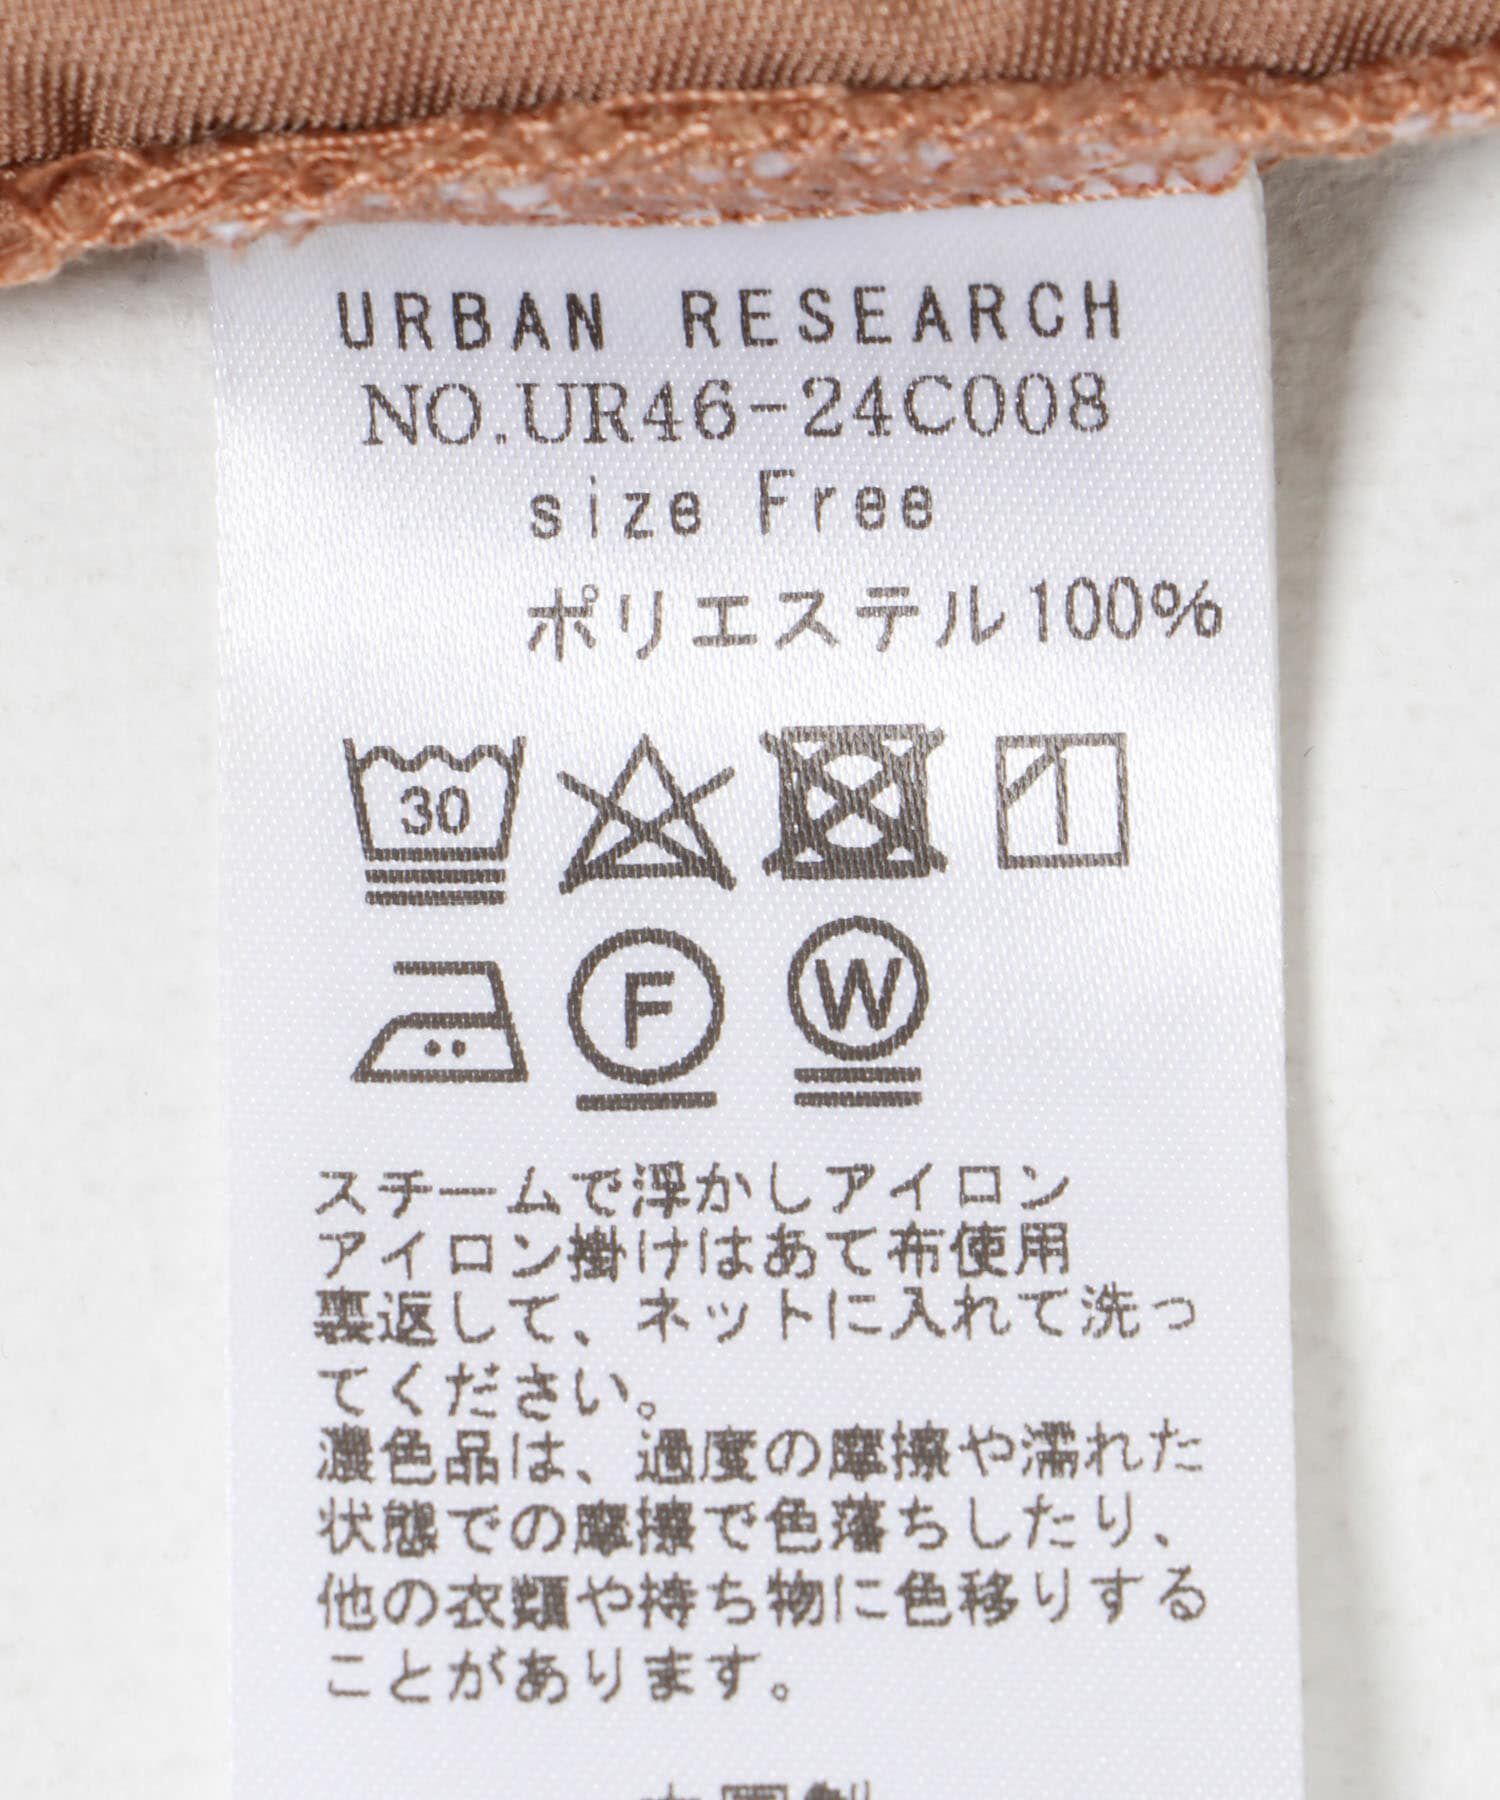 URBAN RESEARCH
NO.UR46-24C008
size Free
ポリエステル100%
30
F
W
スチームで浮かしアイロン
アイロン掛けはあて布使用
裏返して、ネットに入れて洗っ
てください。
濃色品は、過度の摩擦や濡れた
状態での摩擦で色落ちしたり、
他の衣類や持ち物に色移りする
ことがあります。